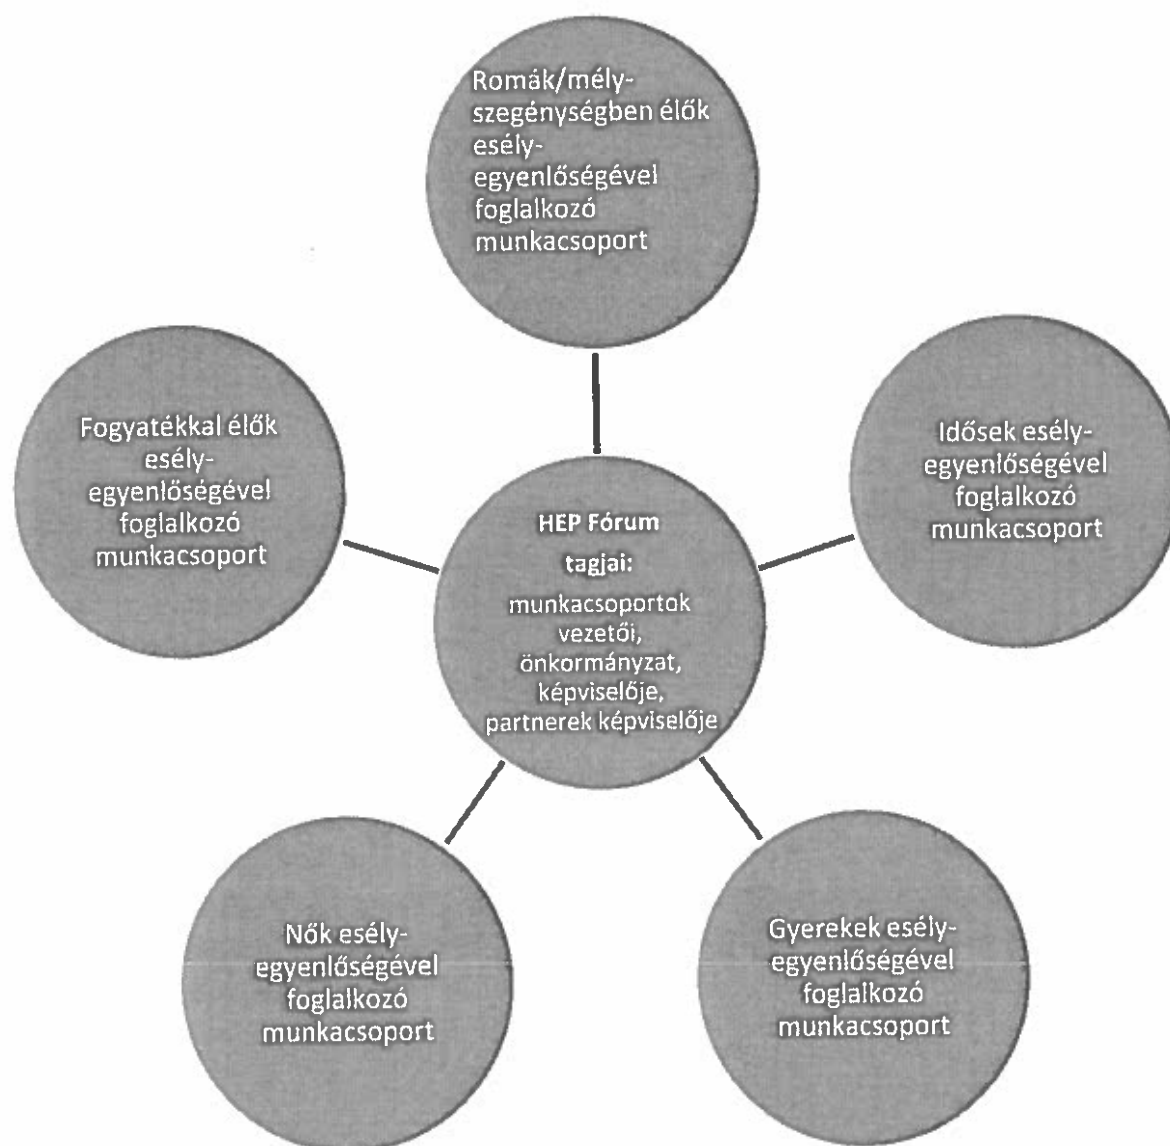 Romák/mély-
szegénységben élők
esély-
egyenlőségével
foglalkozó
munkacsoport
Fogyatékkal élők
esély-
egyenlőségével
foglalkozó
munkacsoport
Idősek esély-
egyenlőségével
foglalkozó
munkacsoport
HEP Fórum
tagjai:
munkacsoportok
vezetői,
önkormányzat,
képviselője,
partnerek képviselője
Nők esély-
egyenlőségével
foglalkozó
munkacsoport
Gyerekek esély-
egyenlőségével
foglalkozó
munkacsoport